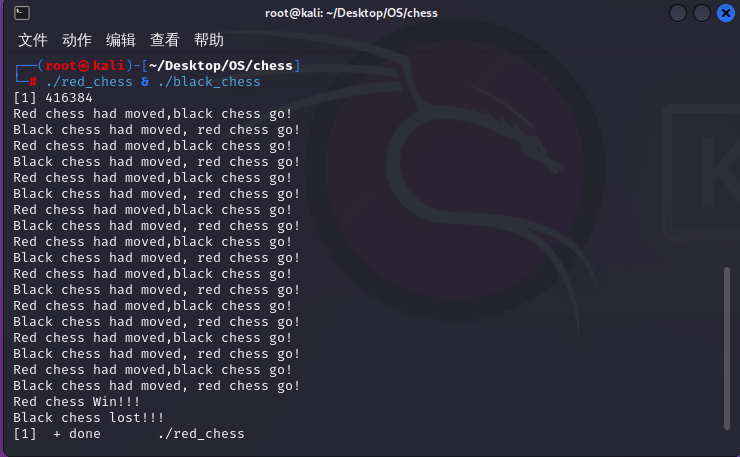 root@kali: ~/Desktop/OS/chess
文件 动作 编辑 查看 帮助
┌──(root㉿kali)-[~/Desktop/OS/chess]
└─# ./red_chess & ./black_chess
[1] 416384
Red chess had moved,black chess go!
Black chess had moved, red chess go!
Red chess had moved,black chess go!
Black chess had moved, red chess go!
Red chess had moved,black chess go!
Black chess had moved, red chess go!
Red chess had moved,black chess go!
Black chess had moved, red chess go!
Red chess had moved,black chess go!
Black chess had moved, red chess go!
Red chess had moved,black chess go!
Black chess had moved, red chess go!
Red chess had moved,black chess go!
Black chess had moved, red chess go!
Red chess had moved,black chess go!
Black chess had moved, red chess go!
Red chess had moved,black chess go!
Black chess had moved, red chess go!
Red chess Win!!!
Black chess lost!!!
[1]  + done       ./red_chess